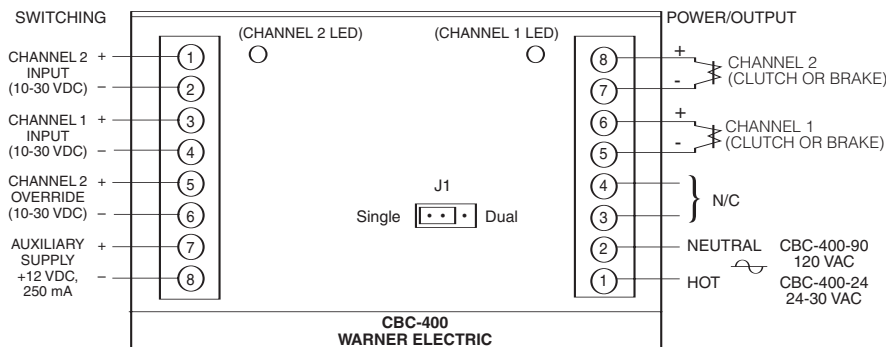 SWITCHING
POWER/OUTPUT
(CHANNEL 2 LED)
(CHANNEL 1 LED)
CHANNEL 2 +
INPUT
(10-30 VDC) –
CHANNEL 1 +
INPUT
(10-30 VDC) –
CHANNEL 2 +
OVERRIDE
(10-30 VDC) –
AUXILIARY +
SUPPLY
+12 VDC, –
250 mA
1
2
3
4
5
6
7
8
J1
Single
Dual
8
7
6
5
4
3
2
1
+
-
CHANNEL 2
(CLUTCH OR BRAKE)
+
-
CHANNEL 1
(CLUTCH OR BRAKE)
N/C
NEUTRAL
HOT
CBC-400-90
120 VAC
CBC-400-24
24-30 VAC
CBC-400
WARNER ELECTRIC